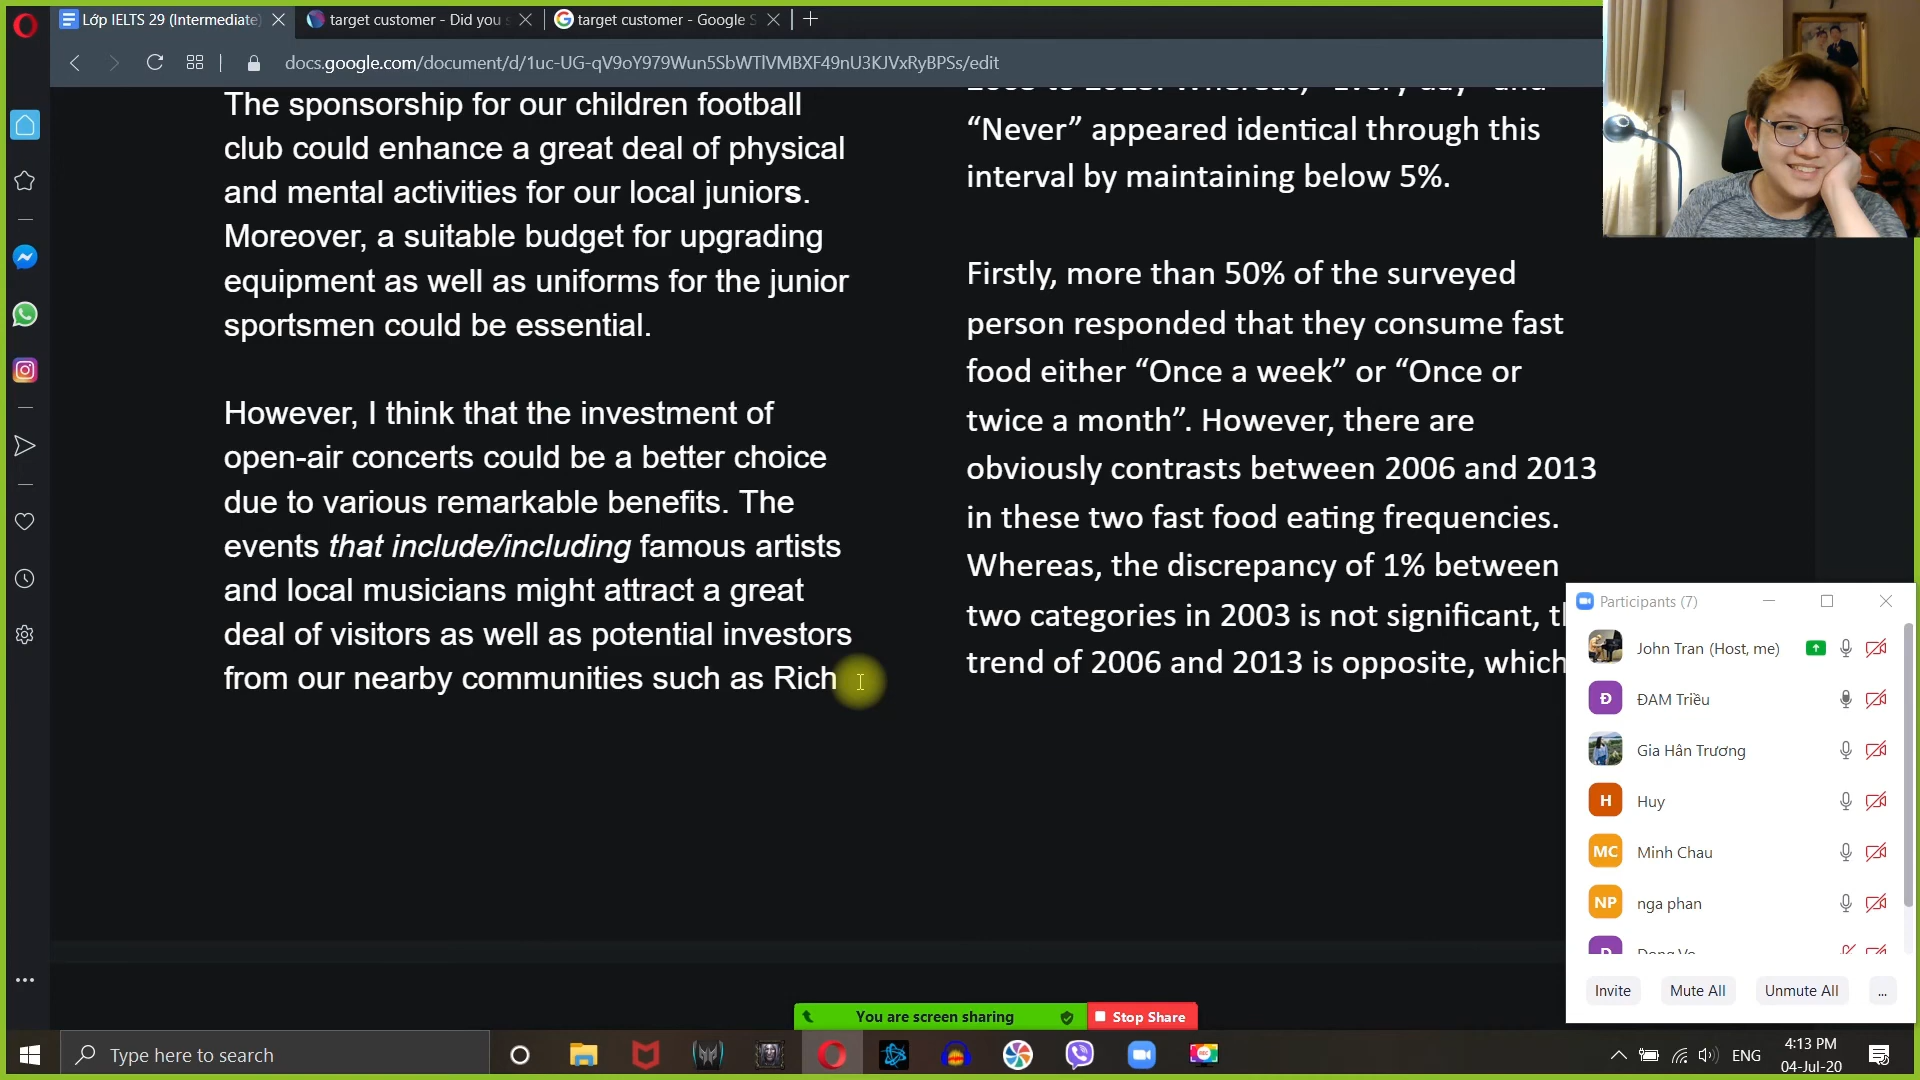 Lớp IELTS 29 (Intermediate)
target customer - Did you
target customer - Google S
docs.google.com/document/d/1uc-UG-qV9oY979Wun5SbWTlVMBXF49nU3KJVxRyBPSs/edit
The sponsorship for our children football
club could enhance a great deal of physical
and mental activities for our local juniors.
Moreover, a suitable budget for upgrading
equipment as well as uniforms for the junior
sportsmen could be essential.
However, I think that the investment of
open-air concerts could be a better choice
due to various remarkable benefits. The
events that include/including famous artists
and local musicians might attract a great
deal of visitors as well as potential investors
from our nearby communities such as Rich
“Never” appeared identical through this
interval by maintaining below 5%.
Firstly, more than 50% of the surveyed
person responded that they consume fast
food either “Once a week” or “Once or
twice a month”. However, there are
obviously contrasts between 2006 and 2013
in these two fast food eating frequencies.
Whereas, the discrepancy of 1% between
two categories in 2003 is not significant, t
trend of 2006 and 2013 is opposite, which
Participants (7)
John Tran (Host, me)
Đ
ĐAM Triều
Gia Hân Trương
H
Huy
MC
Minh Chau
NP
nga phan
Invite
Mute All
Unmute All
...
You are screen sharing
Stop Share
Type here to search
ENG
4:13 PM
04-Jul-20